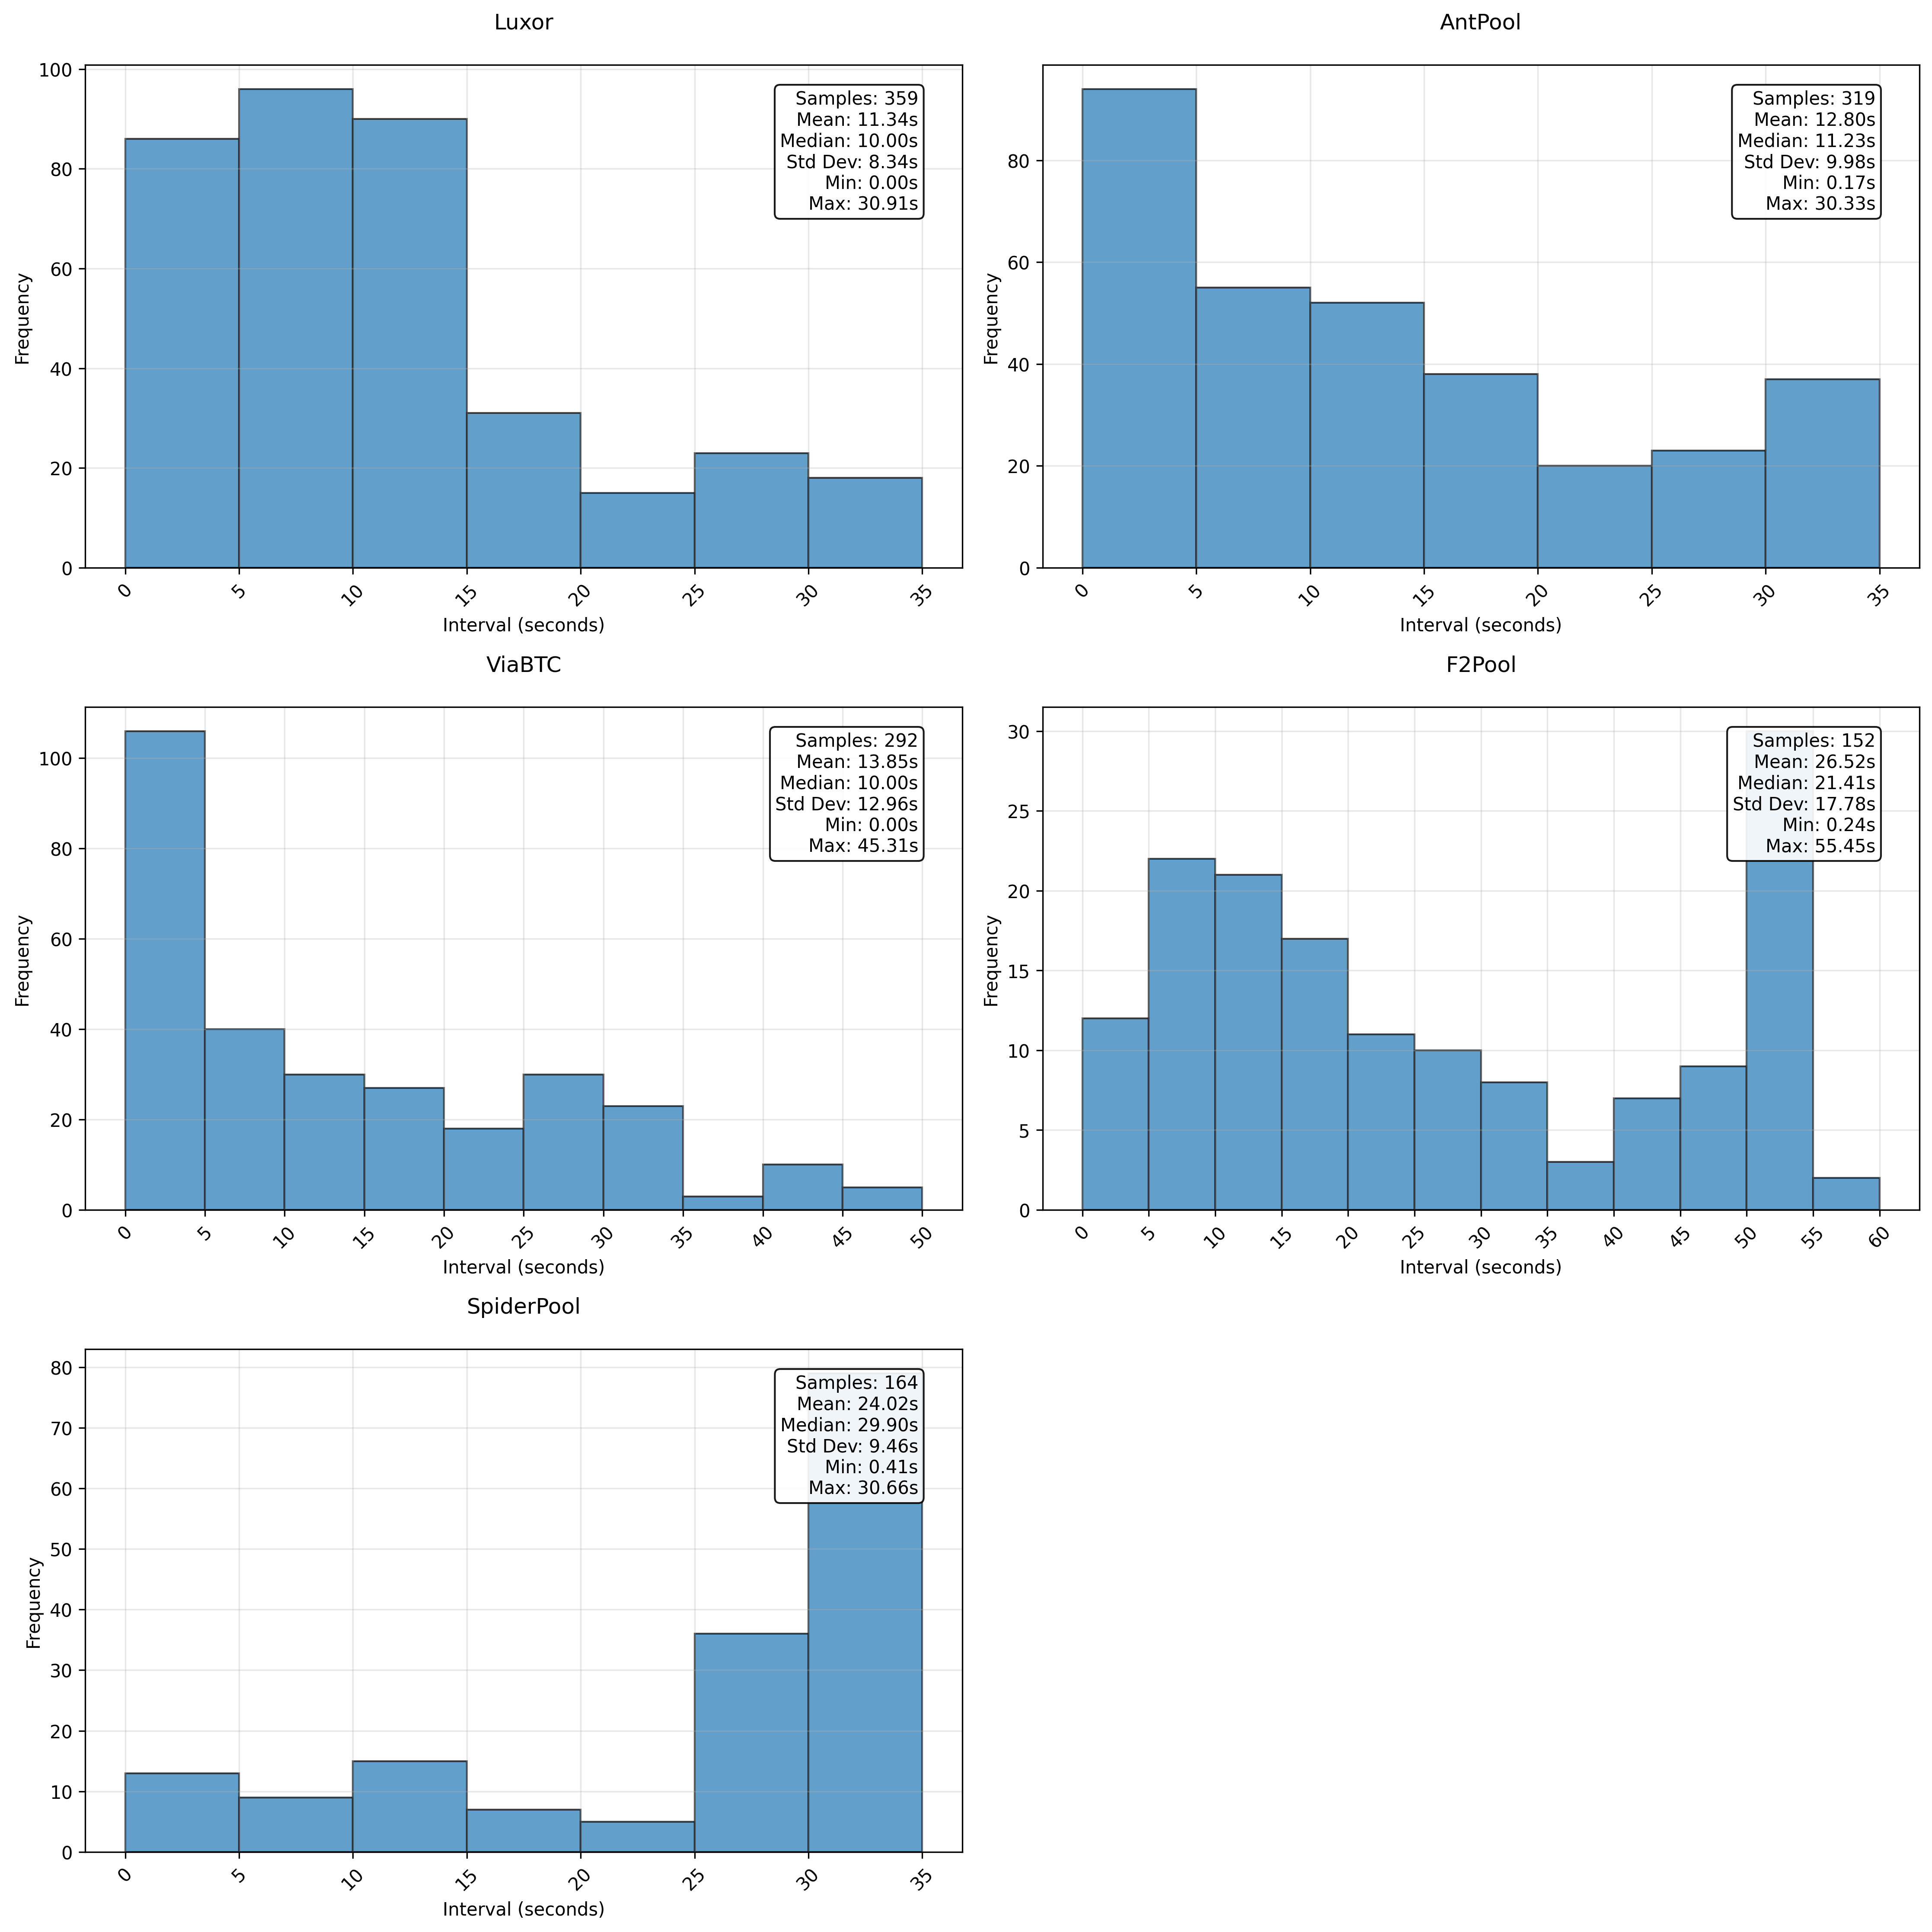 Luxor
100
80
60
40
20
0
Frequency
Samples: 359
Mean: 11.34s
Median: 10.00s
Std Dev: 8.34s
Min: 0.00s
Max: 30.91s
0 5 10 15 20 25 30 35
Interval (seconds)
AntPool
80
60
40
20
0
Frequency
Samples: 319
Mean: 12.80s
Median: 11.23s
Std Dev: 9.98s
Min: 0.17s
Max: 30.33s
0 5 10 15 20 25 30 35
Interval (seconds)
ViaBTC
100
80
60
40
20
0
Frequency
Samples: 292
Mean: 13.85s
Median: 10.00s
Std Dev: 12.96s
Min: 0.00s
Max: 45.31s
0 5 10 15 20 25 30 35 40 45 50
Interval (seconds)
F2Pool
30
25
20
15
10
5
0
Frequency
Samples: 152
Mean: 26.52s
Median: 21.41s
Std Dev: 17.78s
Min: 0.24s
Max: 55.45s
0 5 10 15 20 25 30 35 40 45 50 55 60
Interval (seconds)
SpiderPool
80
70
60
50
40
30
20
10
0
Frequency
Samples: 164
Mean: 24.02s
Median: 29.90s
Std Dev: 9.46s
Min: 0.41s
Max: 30.66s
0 5 10 15 20 25 30 35
Interval (seconds)